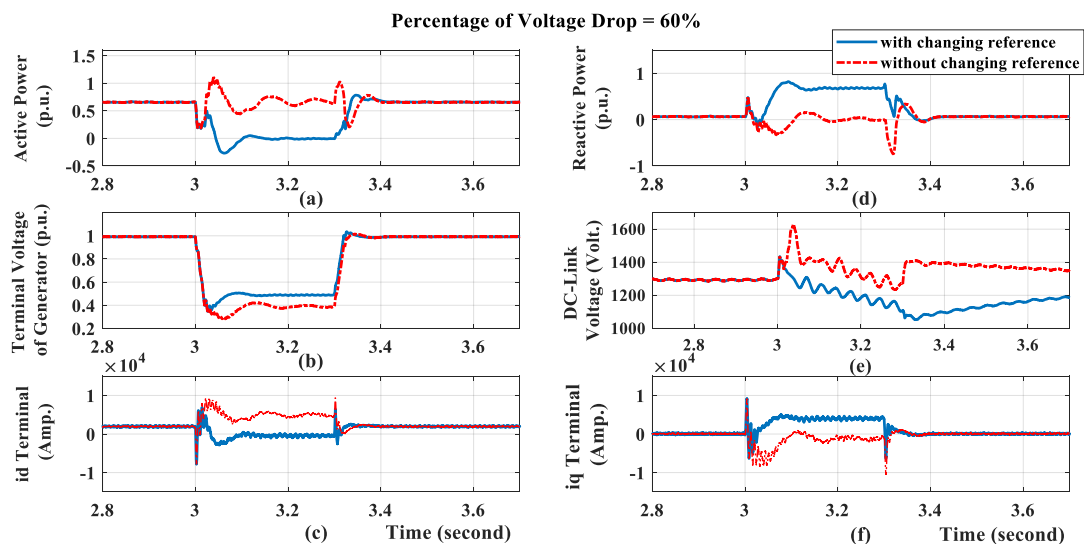 Percentage of Voltage Drop = 60%
with changing reference
without changing reference
Active Power
(p.u.)
1.5
1
0.5
0
-0.5
2.8 3 3.2 3.4 3.6
(a)
Reactive Power
(p.u.)
1
0
-1
2.8 3 3.2 3.4 3.6
(d)
Terminal Voltage
of Generator (p.u.)
1
0.8
0.6
0.4
0.2
2.8 3 3.2 3.4 3.6
(b)
DC-Link
Voltage (Volt.)
1600
1400
1200
1000
2.8 3 3.2 3.4 3.6
(e)
×10⁴
id Terminal
(Amp.)
1
0
-1
2.8 3 3.2 3.4 3.6
(c) Time (second)
×10⁴
iq Terminal
(Amp.)
1
0
-1
2.8 3 3.2 3.4 3.6
(f) Time (second)